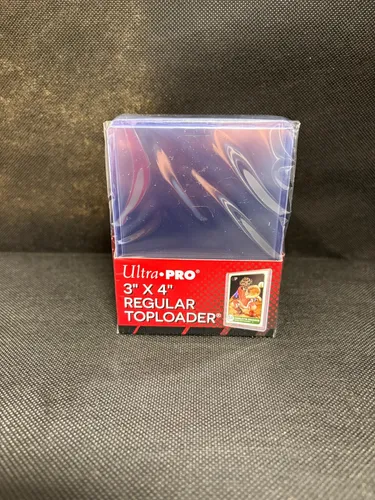 Ultra•PRO®
3" X 4"
REGULAR
TOPLOADER®